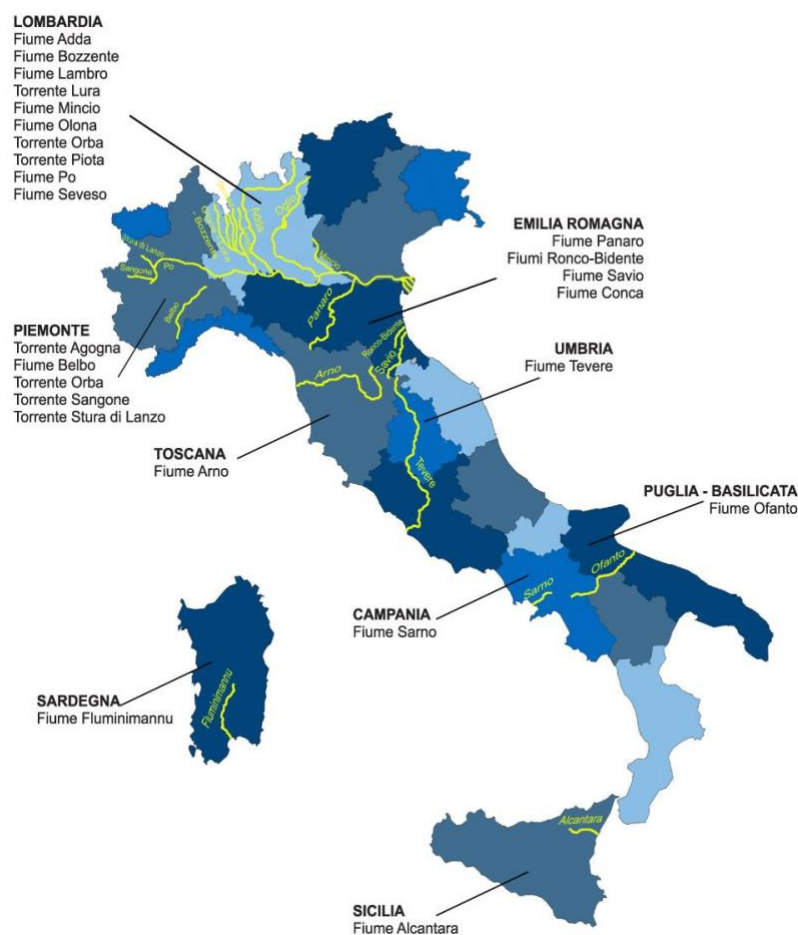 LOMBARDIA
Fiume Adda
Fiume Bozzente
Fiume Lambro
Torrente Lura
Fiume Mincio
Fiume Olona
Torrente Orba
Torrente Piota
Fiume Po
Fiume Seveso
EMILIA ROMAGNA
Fiume Panaro
Fiumi Ronco-Bidente
Fiume Savio
Fiume Conca
UMBRIA
Fiume Tevere
PIEMONTE
Torrente Agogna
Fiume Belbo
Torrente Orba
Torrente Sangone
Torrente Stura di Lanzo
TOSCANA
Fiume Arno
PUGLIA - BASILICATA
Fiume Ofanto
CAMPANIA
Fiume Sarno
SARDEGNA
Fiume Fluminimannu
SICILIA
Fiume Alcantara
Stura di Lanzo
Sangona
Po
Belbo
Bozzente
Adda
Oglio
Mincio
Panaro
Ronco-Bidente
Savio
Arno
Tevere
Ofanto
Sarno
Fluminimannu
Alcantara